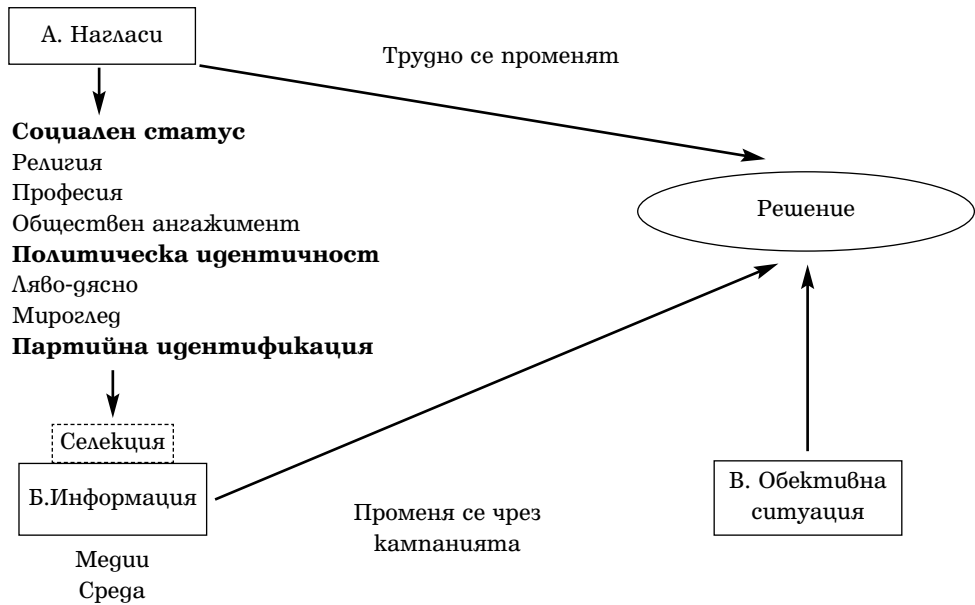 А. Нагласи
Трудно се променят
Социален статус
Религия
Професия
Обществен ангажимент
Политическа идентичност
Ляво-дясно
Мироглед
Партийна идентификация
Решение
Селекция
Б.Информация
Медии
Среда
Променя се чрез
кампанията
В. Обективна
ситуация